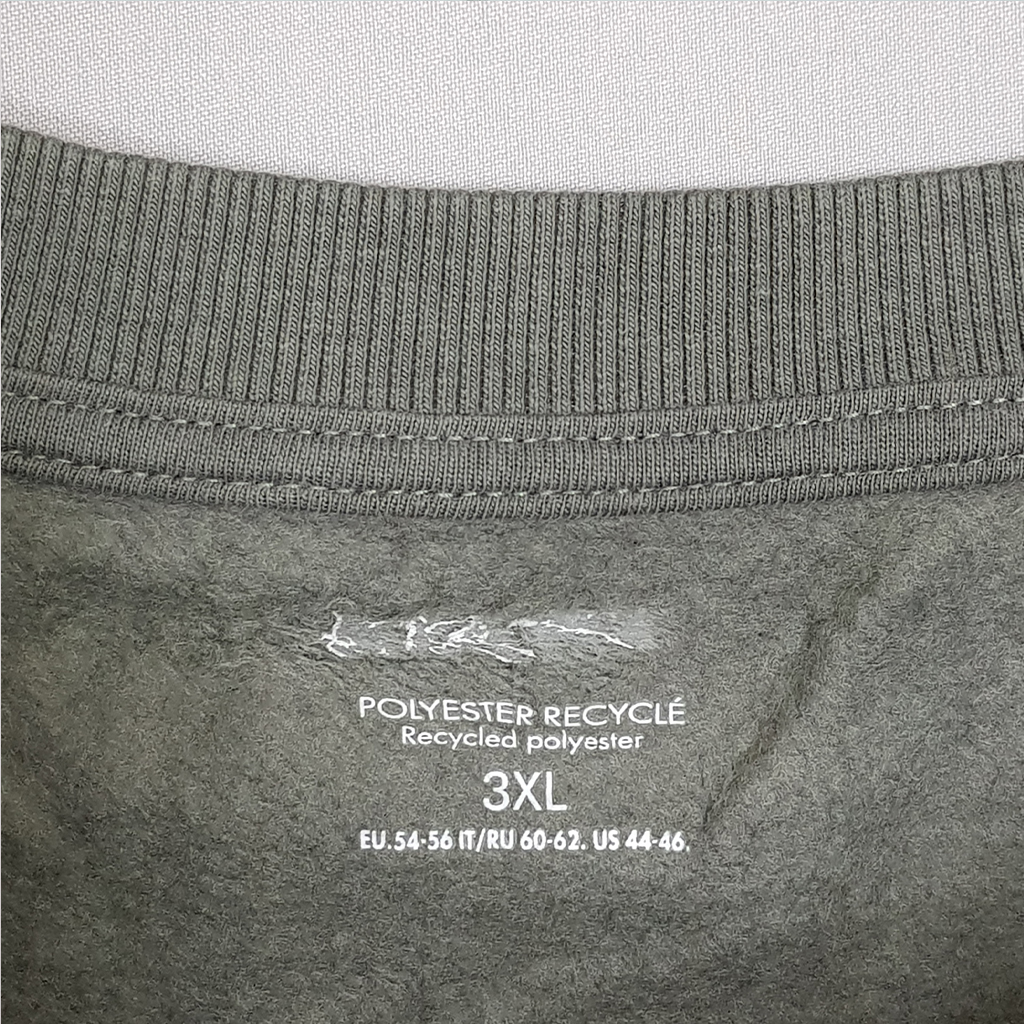 POLYESTER RECYCLÉ
Recycled polyester
3XL
EU.54-56 IT/RU 60-62. US 44-46.